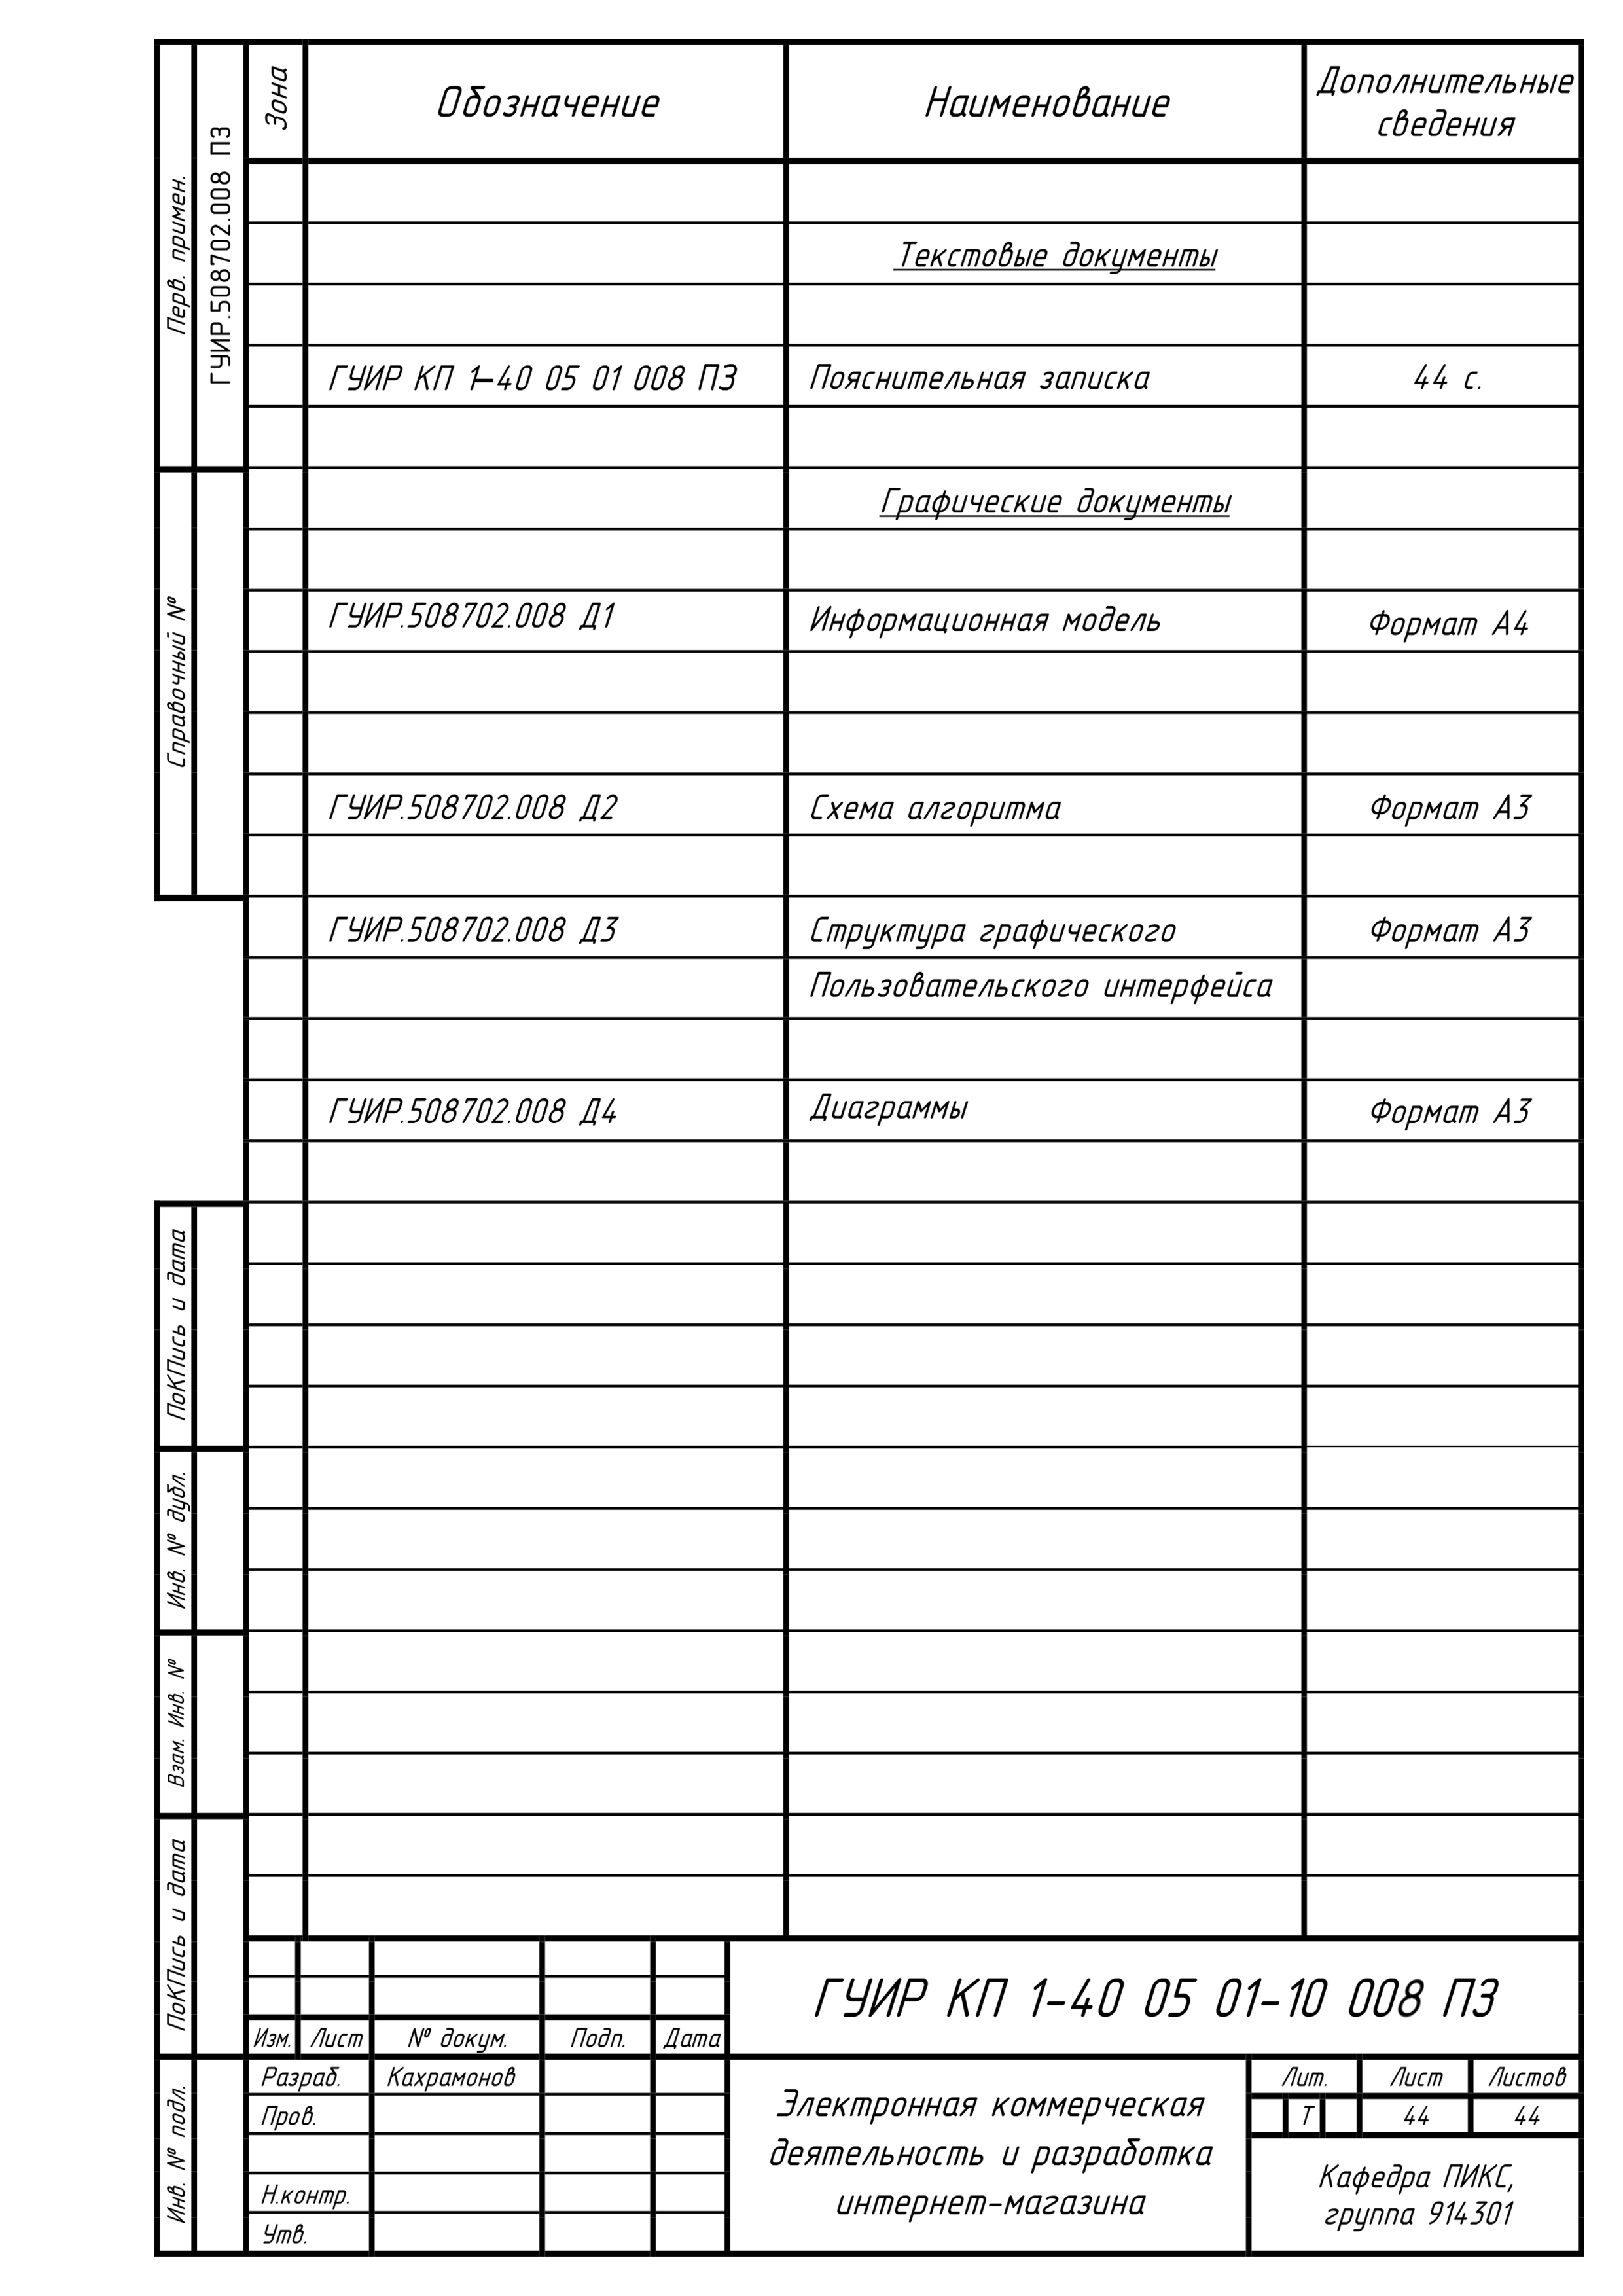 Перв. примен.
ГУИР.508702.008 ПЗ
Справочный №
ПоКПись и дата
Инв. № дубл.
Взам. Инв. №
ПоКПись и дата
Инв. № подл.
Зона
Обозначение
Наименование
Дополнительные
сведения
Текстовые документы
ГУИР КП 1–40 05 01 008 ПЗ
Пояснительная записка
44 с.
Графические документы
ГУИР.508702.008 Д1
Информационная модель
Формат А4
ГУИР.508702.008 Д2
Схема алгоритма
Формат А3
ГУИР.508702.008 Д3
Структура графического
Формат А3
Пользовательского интерфейса
ГУИР.508702.008 Д4
Диаграммы
Формат А3
ГУИР КП 1-40 05 01-10 008 ПЗ
Изм.
Лист
№ докум.
Подп.
Дата
Разраб.
Кахрамонов
Пров.
Н.контр.
Утв.
Электронная коммерческая
деятельность и разработка
интернет-магазина
Лит.
Лист
Листов
Т
44
44
Кафедра ПИКС,
группа 914301